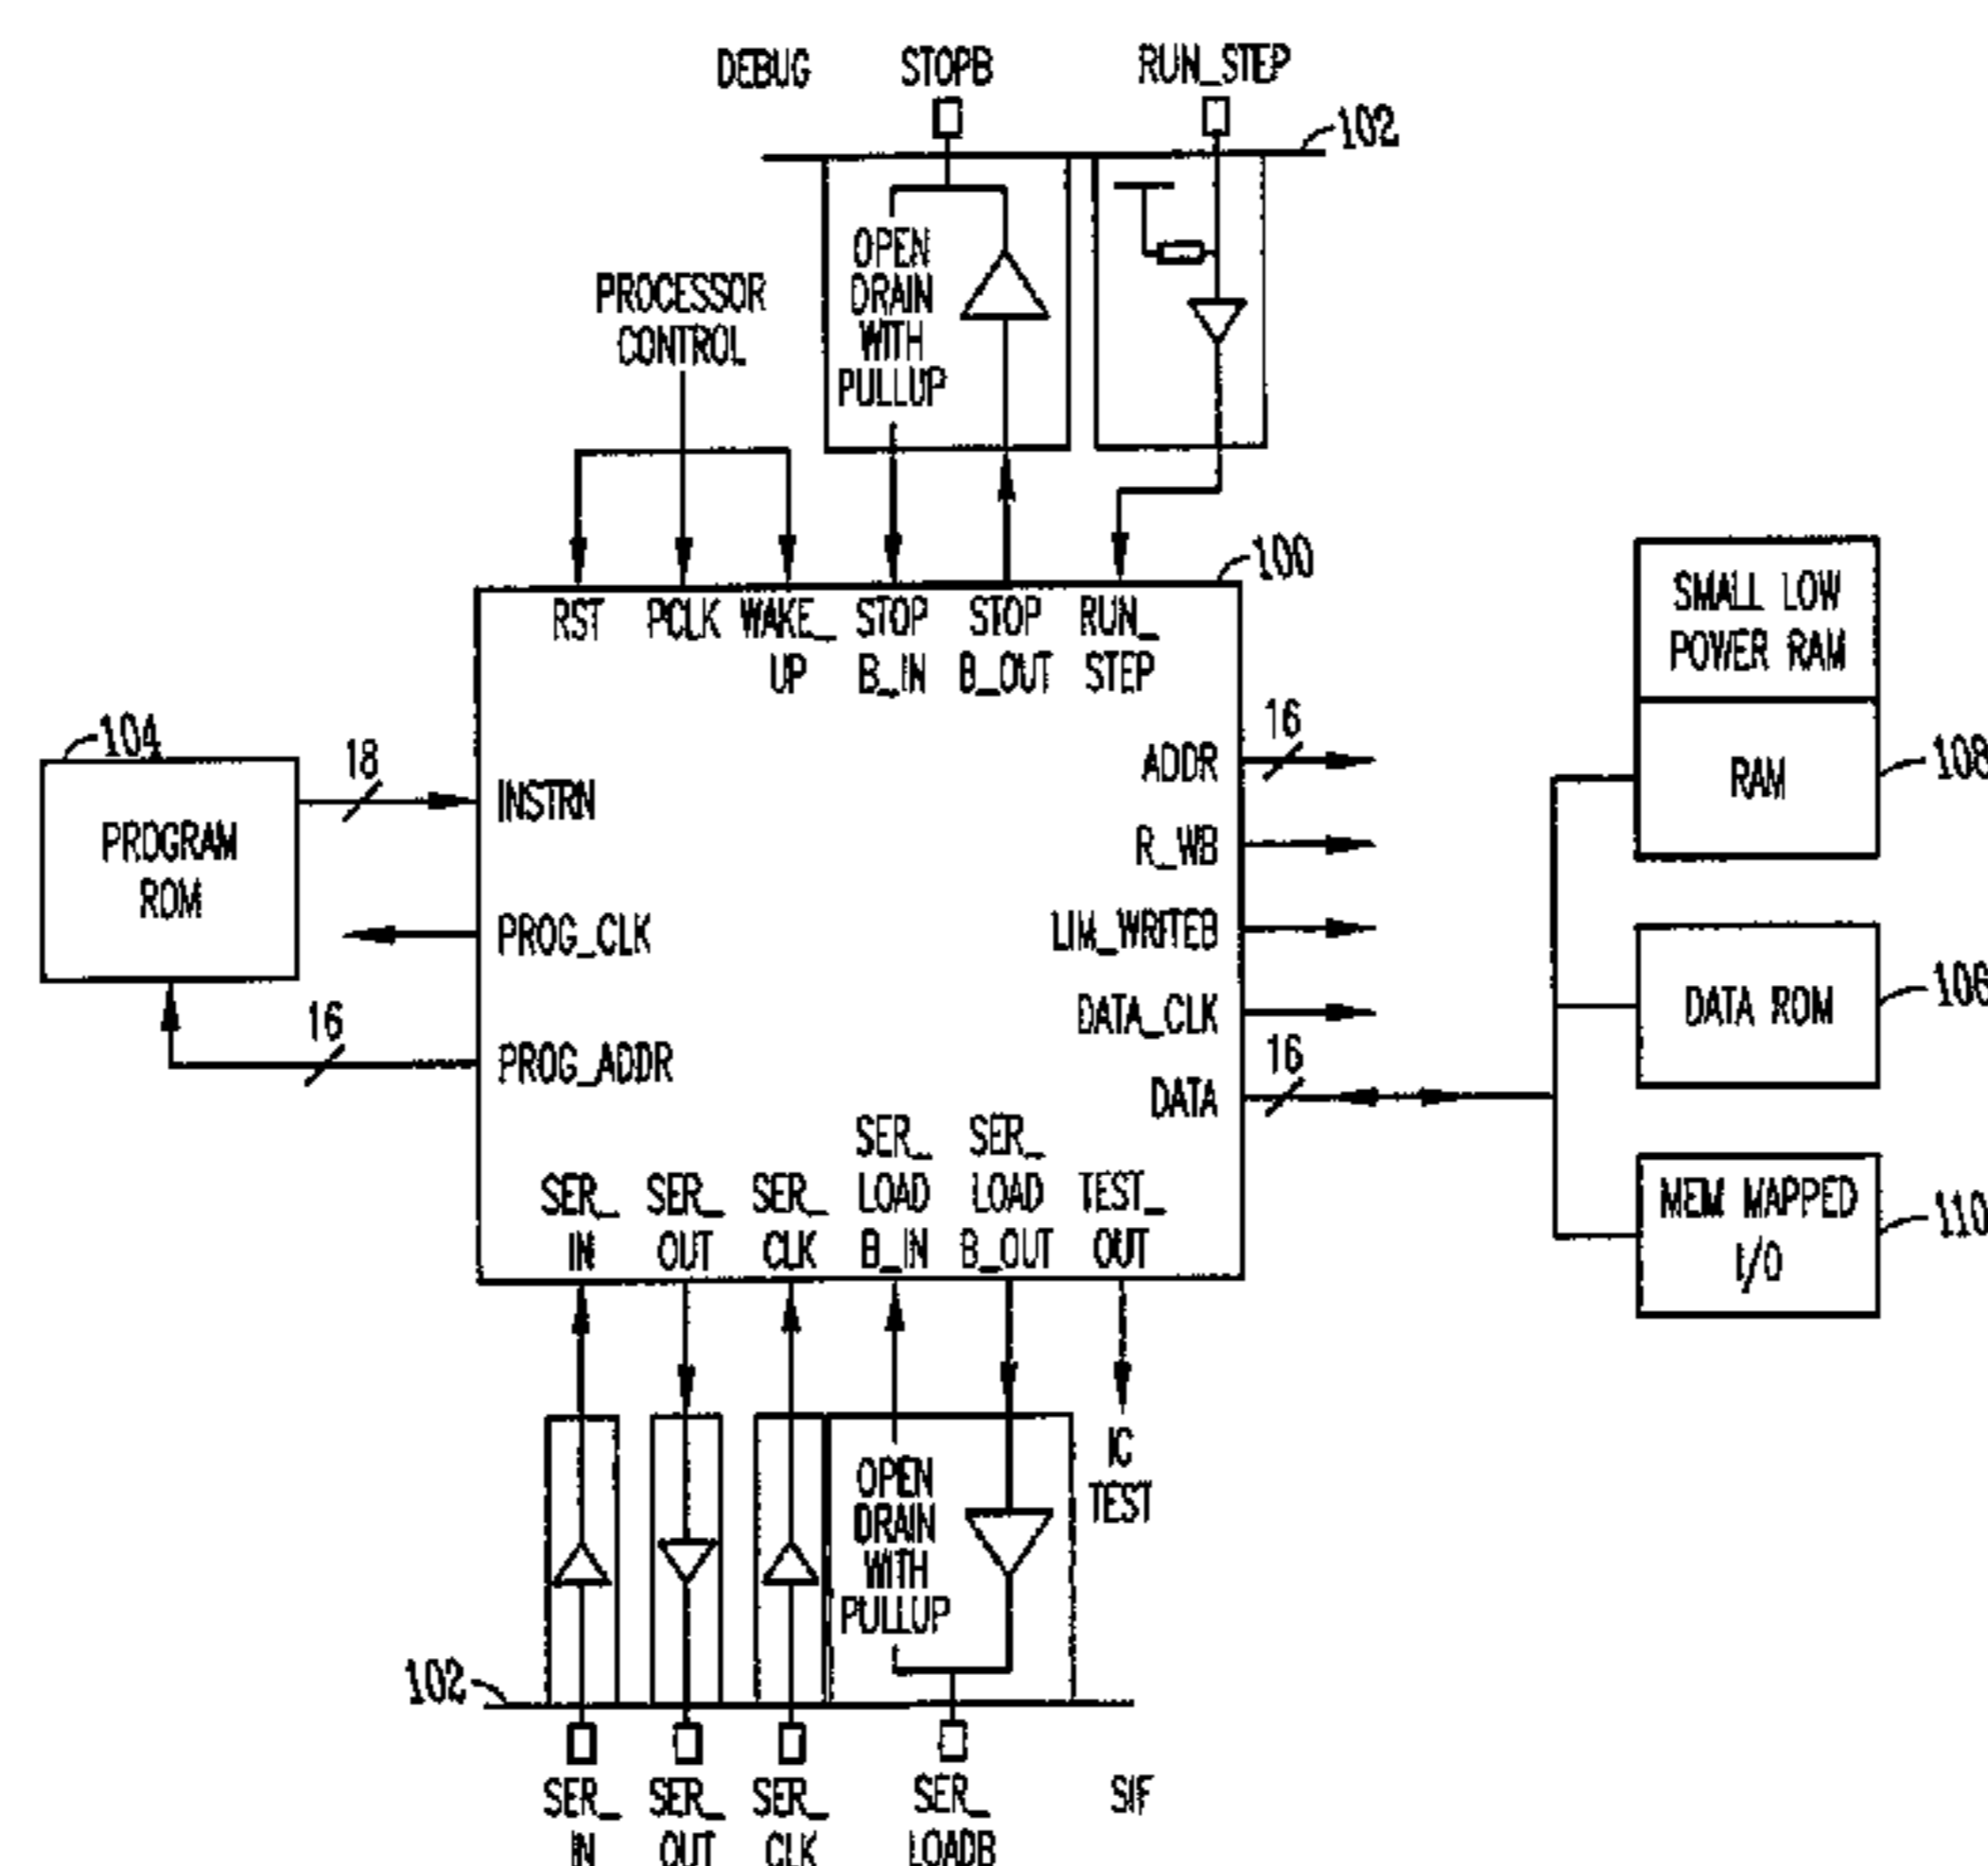 DEBUG STOPB RUN_STEP
102
OPEN
DRAIN
WITH
PULLUP
PROCESSOR
CONTROL
100
RST PCLK WAKE_ STOP STOP RUN_
UP B_IN B_OUT STEP
SMALL LOW
POWER RAM
104
18
16
ADDR
RAM
108
INSTRN
PROGRAM
ROM
R_WB
PROG_CLK
LIM_WRITEB
DATA ROM
106
DATA_CLK
16
PROG_ADDR
16
DATA
SER_ SER_
SER_ SER_ SER_ LOAD LOAD TEST_
IN OUT CLK B_IN B_OUT OUT
MEM MAPPED
I/O
110
OPEN
DRAIN
WITH
PULLUP
IC
TEST
102
SER_ SER_ SER_ SER_ SIF
IN OUT CLK LOADB